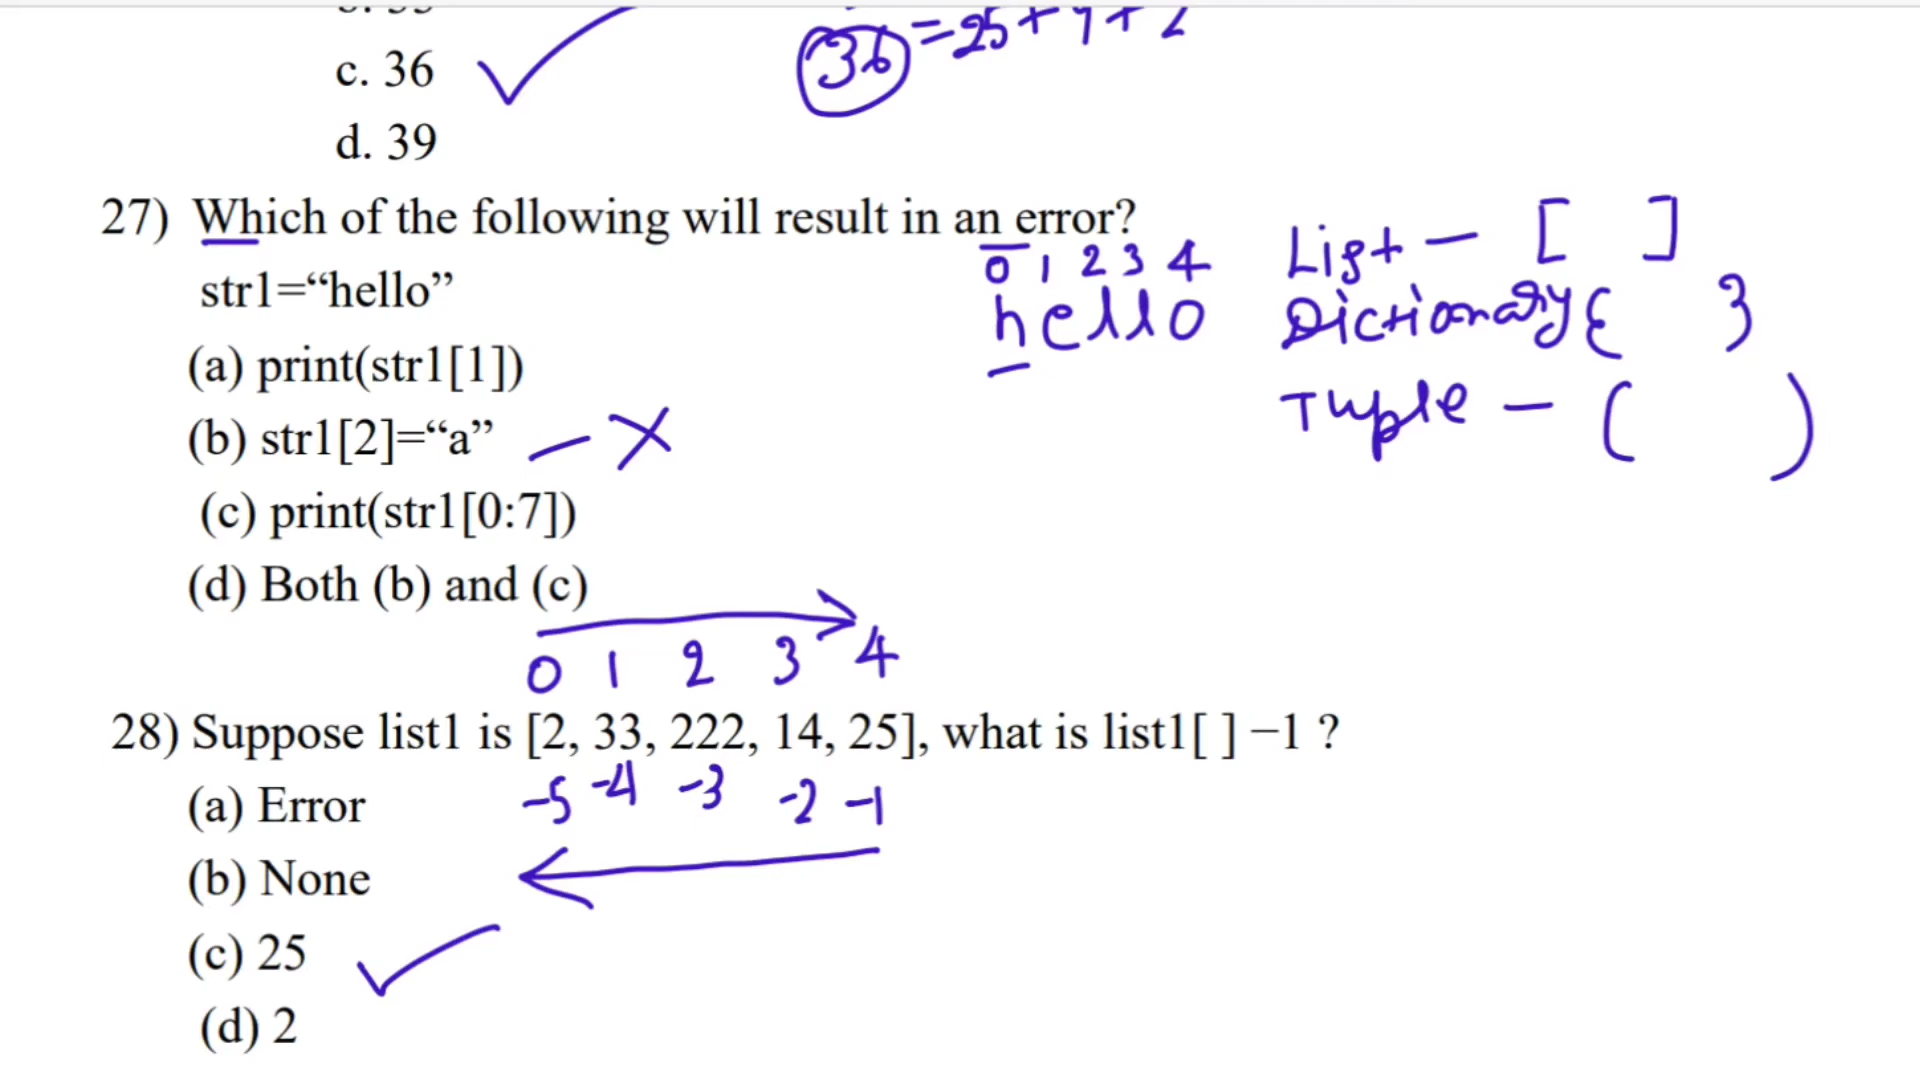 c. 36
36 = 25 + 9 + 2
d. 39
27) Which of the following will result in an error?
str1=“hello”
0 1 2 3 4
hello
List - [ ]
Dictionary { }
Tuple - ( )
(a) print(str1[1])
(b) str1[2]=“a” - X
(c) print(str1[0:7])
(d) Both (b) and (c)
0 1 2 3 4
28) Suppose list1 is [2, 33, 222, 14, 25], what is list1[ ] −1 ?
-5 -4 -3 -2 -1
(a) Error
(b) None
(c) 25
(d) 2